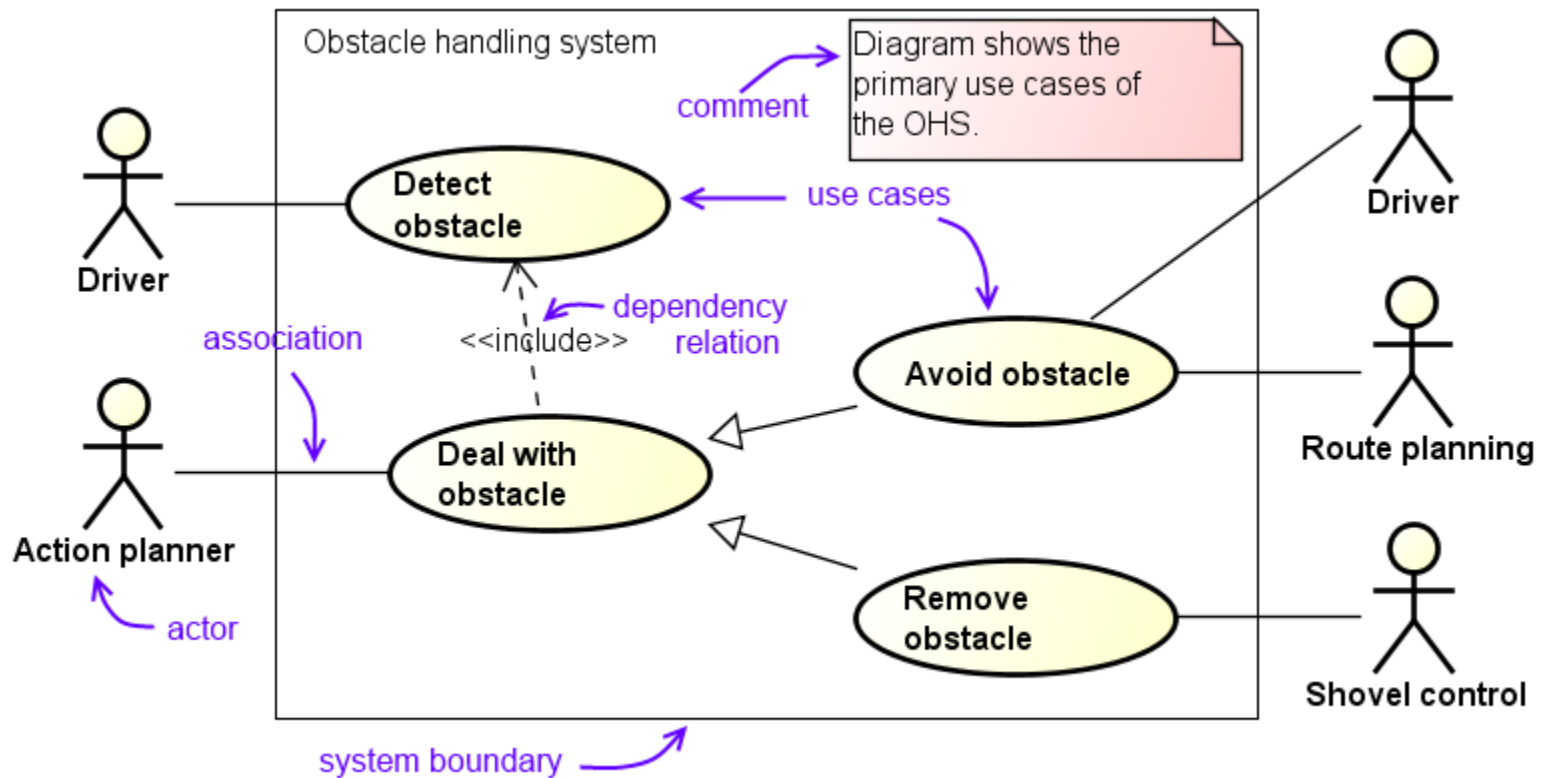 Obstacle handling system
Diagram shows the
primary use cases of
the OHS.
comment
Detect
obstacle
use cases
Driver
Driver
<<include>>
dependency
relation
association
Avoid obstacle
Route planning
Deal with
obstacle
Action planner
actor
Remove
obstacle
Shovel control
system boundary